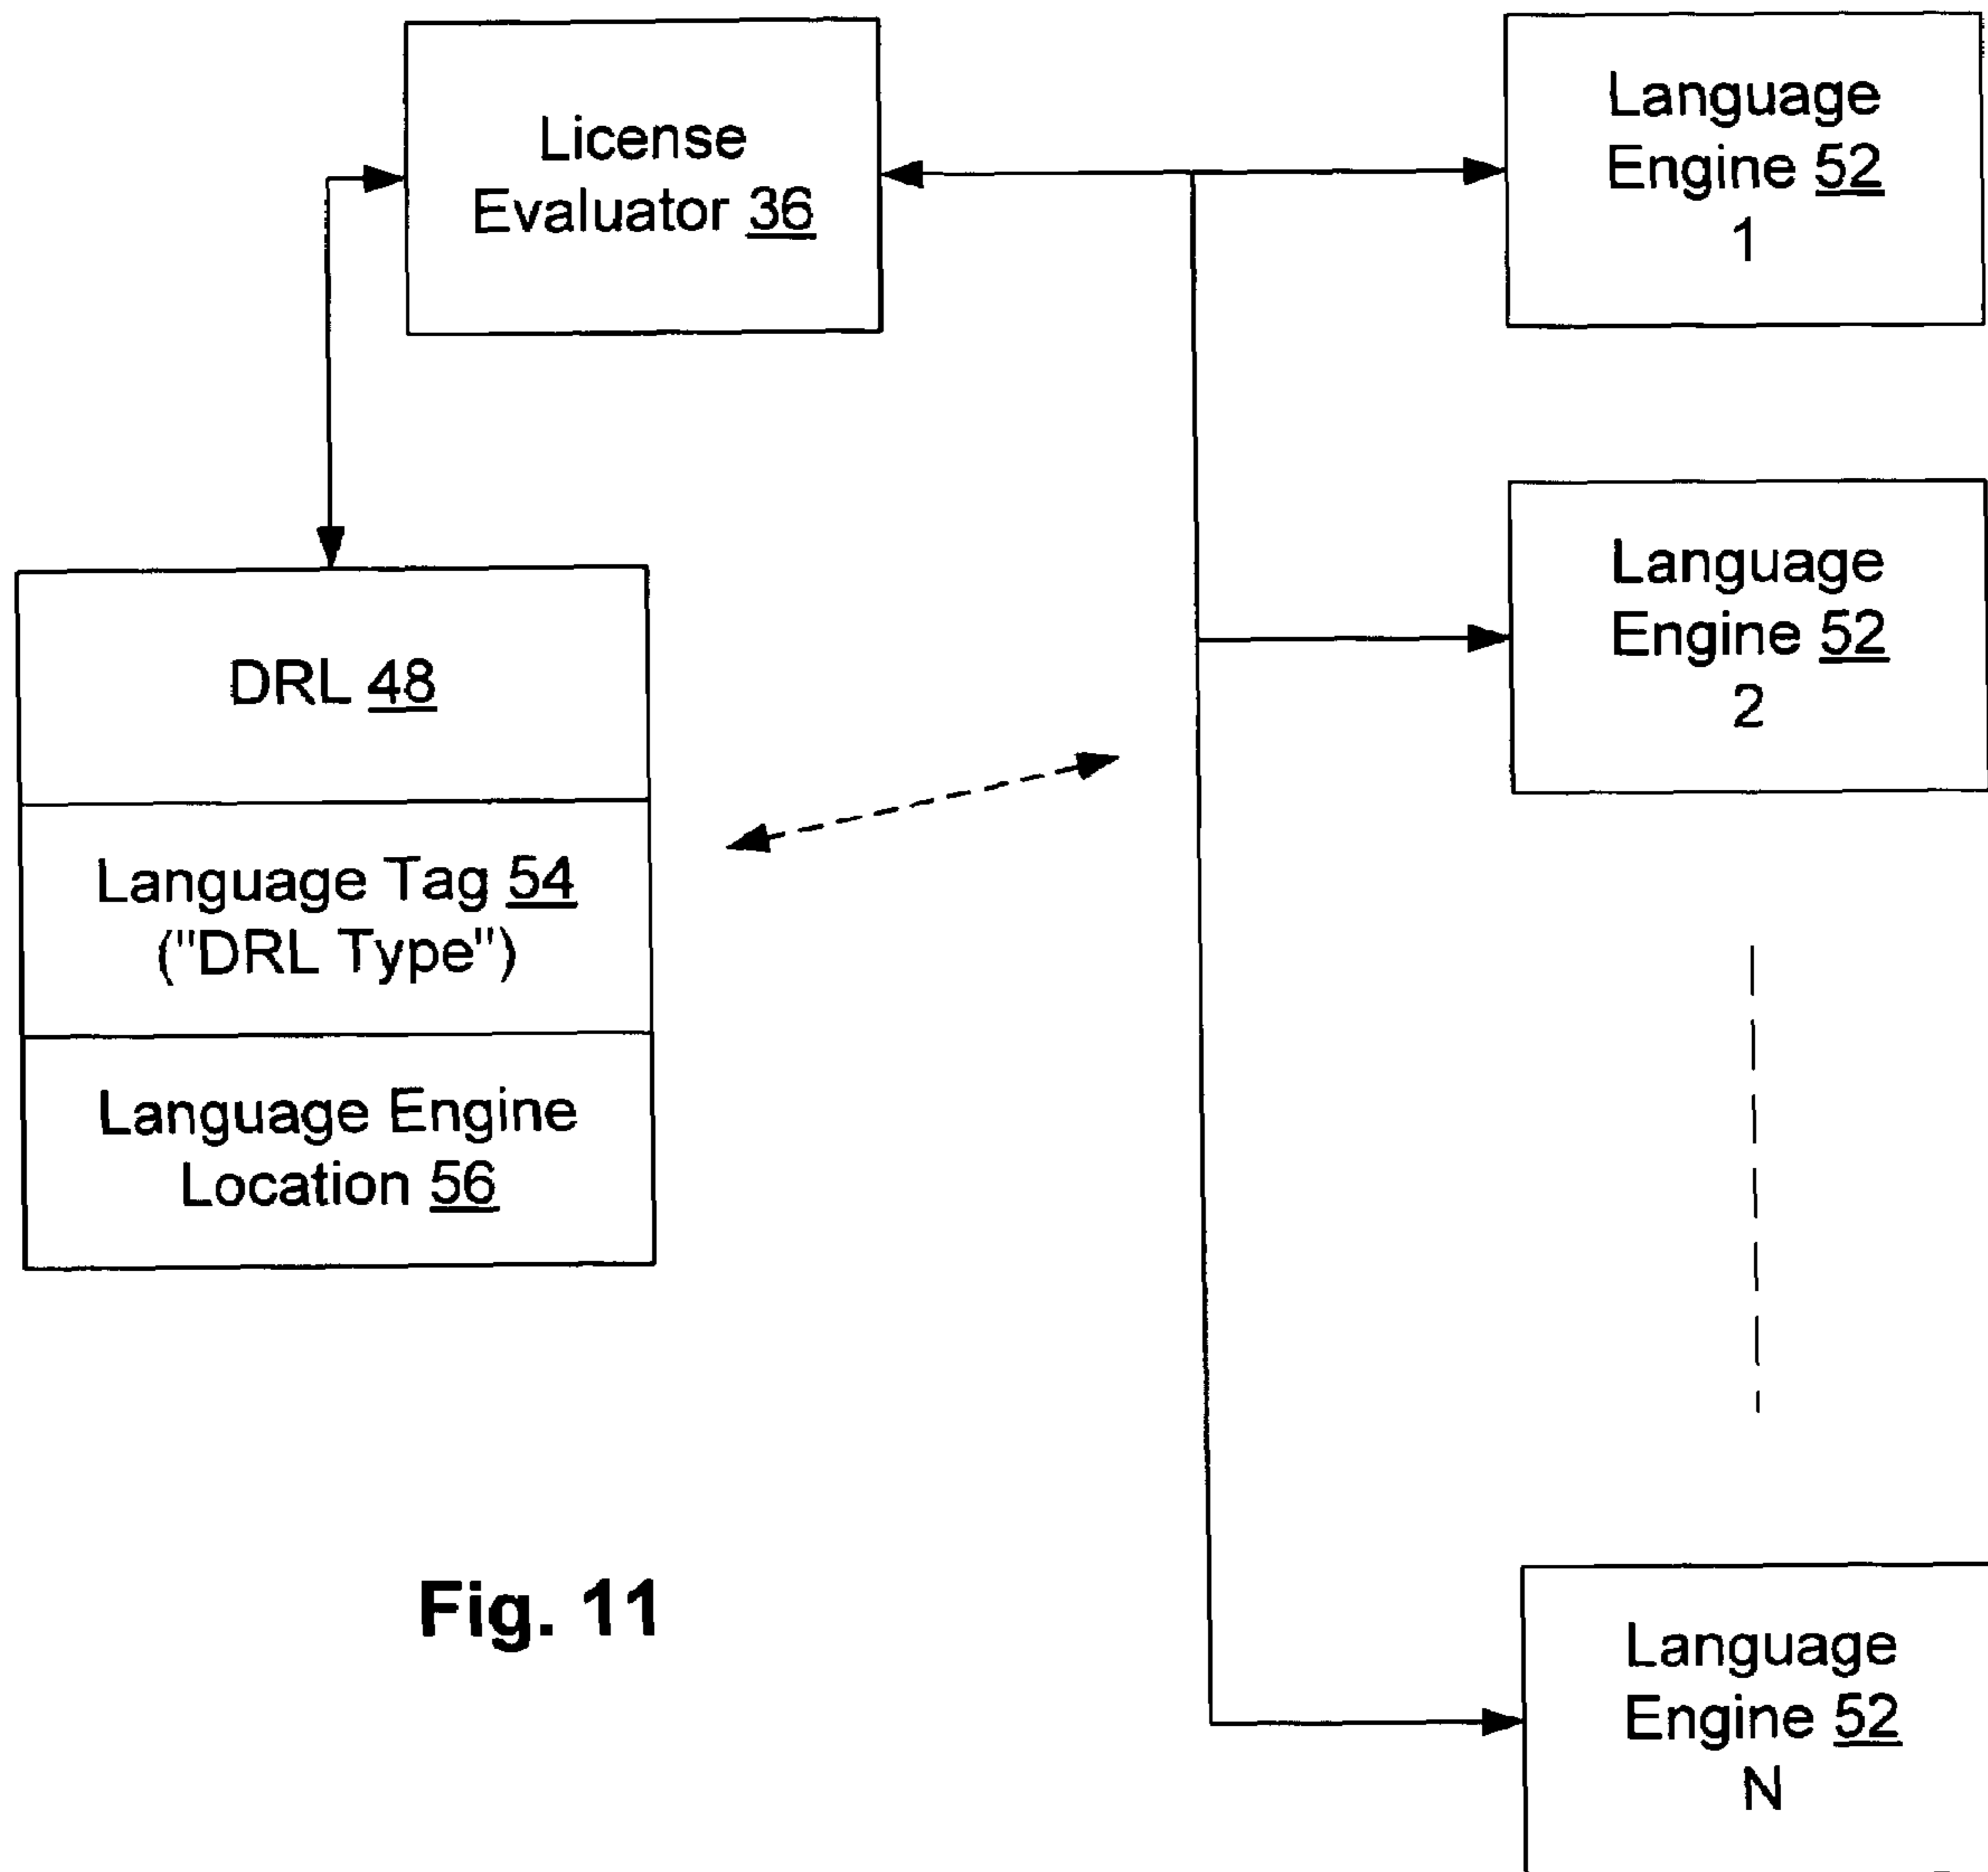 License
Evaluator 36
Language
Engine 52
1
Language
Engine 52
2
DRL 48
Language Tag 54
("DRL Type")
Language Engine
Location 56
Fig. 11
Language
Engine 52
N